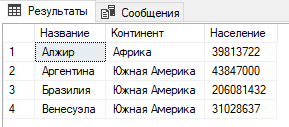 Результаты Сообщения
Название Континент Население
1 Алжир Африка 39813722
2 Аргентина Южная Америка 43847000
3 Бразилия Южная Америка 206081432
4 Венесуэла Южная Америка 31028637